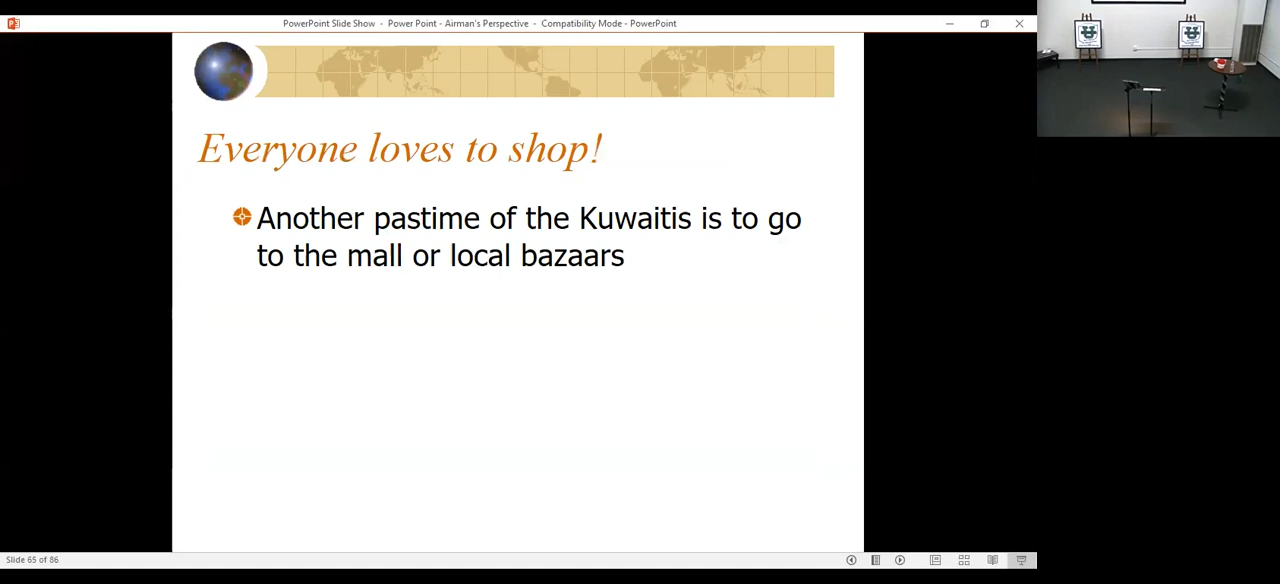 PowerPoint Slide Show - Power Point - Airman's Perspective - Compatibility Mode - PowerPoint
Everyone loves to shop!
Another pastime of the Kuwaitis is to go
to the mall or local bazaars
Slide 65 of 86